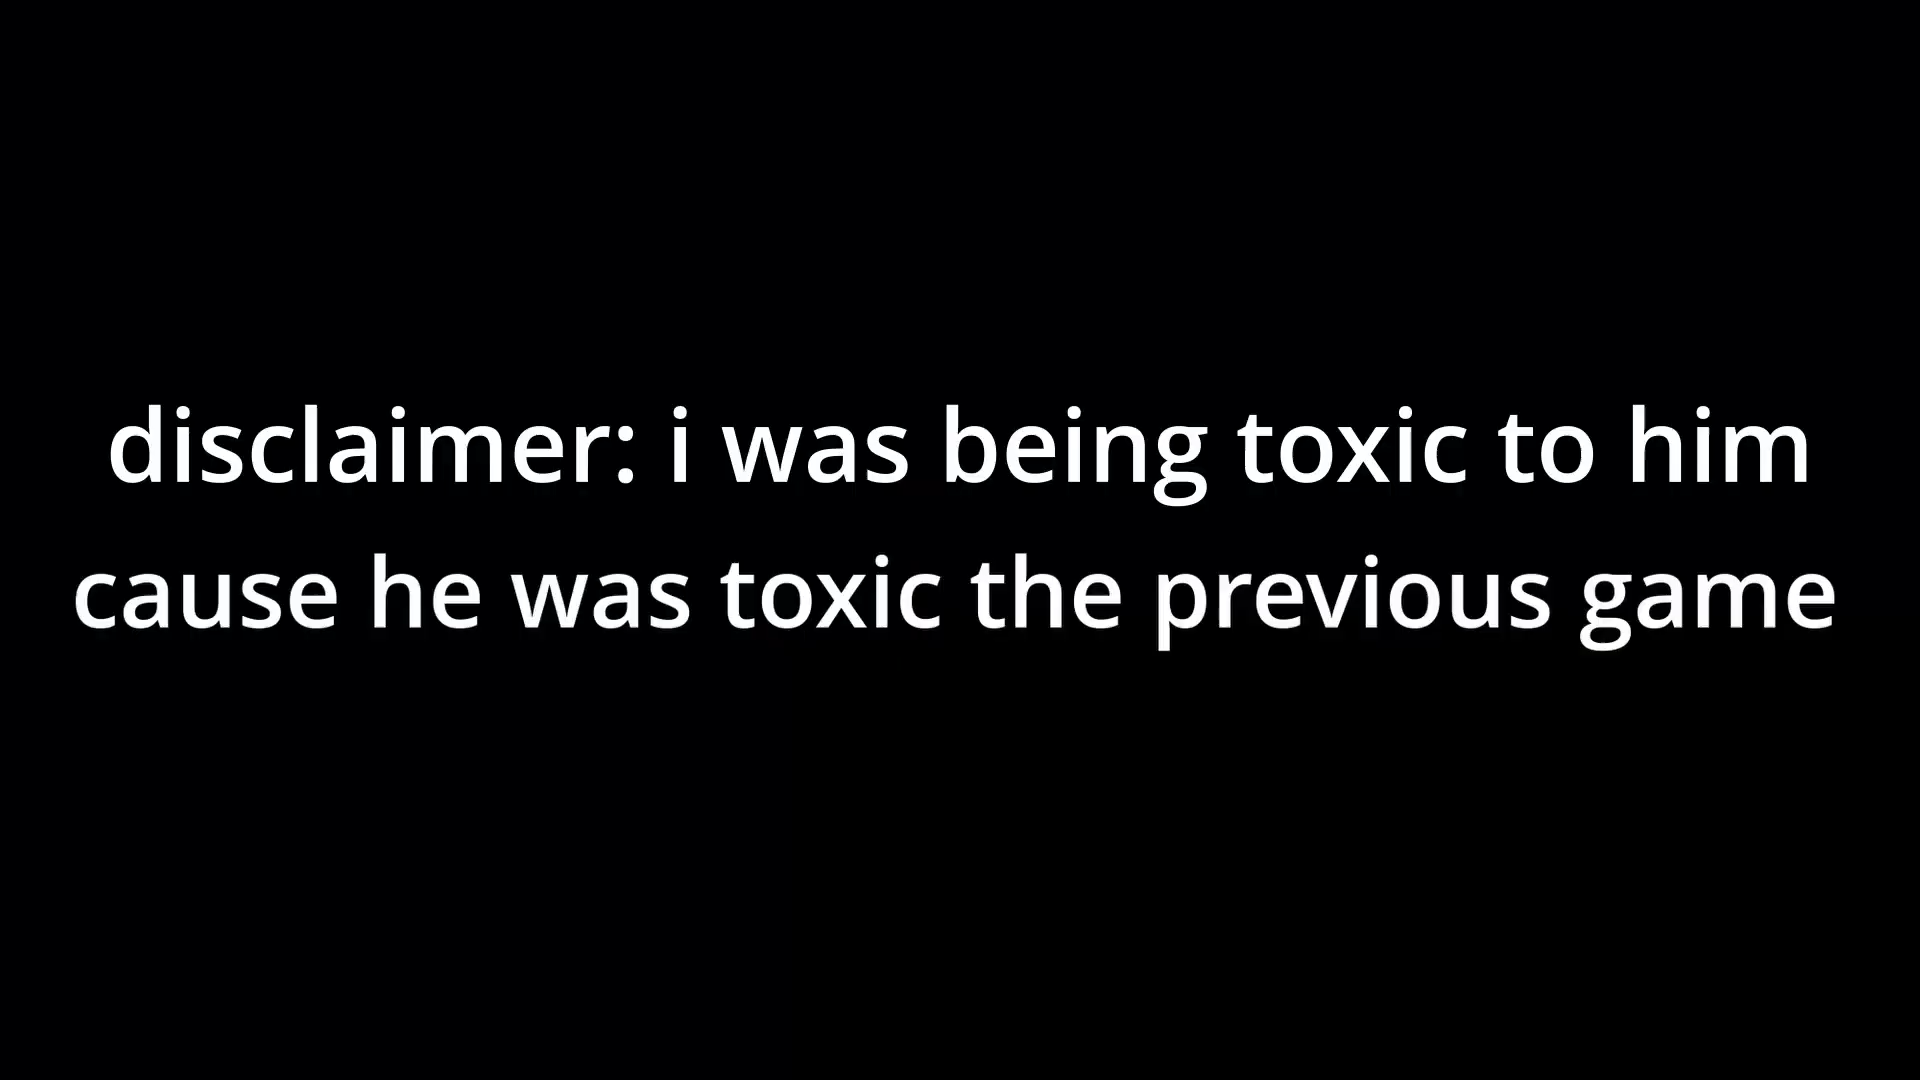 disclaimer: i was being toxic to him
cause he was toxic the previous game